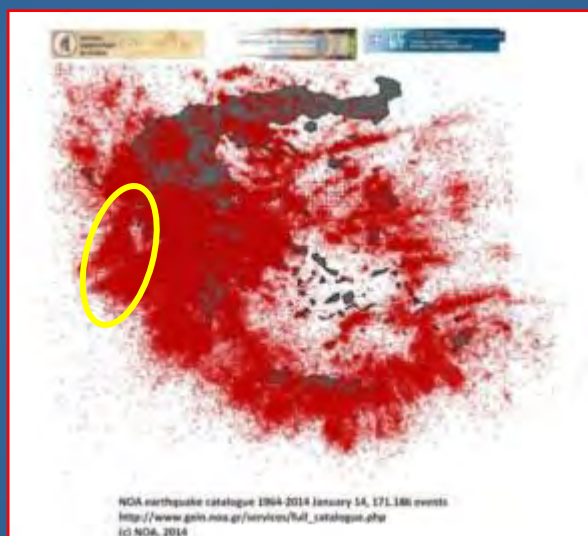 NOA earthquake catalogue 1964-2014 January 14, 171.186 events
http://www.gein.noa.gr/services/full_catalogue.php
(c) NOA, 2014